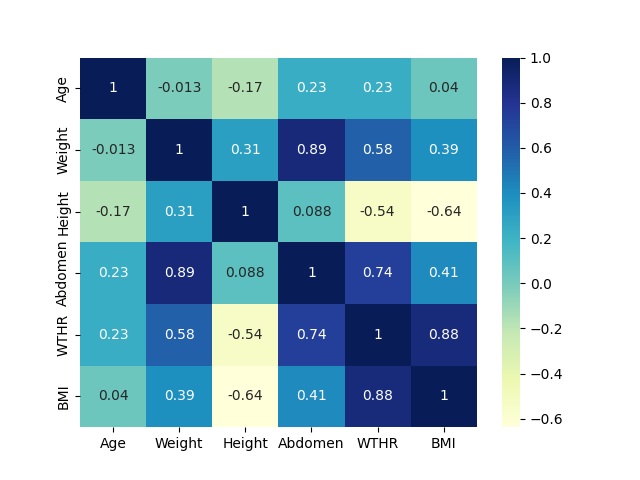 Age 1 -0.013 -0.17 0.23 0.23 0.04
Weight -0.013 1 0.31 0.89 0.58 0.39
Height -0.17 0.31 1 0.088 -0.54 -0.64
Abdomen 0.23 0.89 0.088 1 0.74 0.41
WTHR 0.23 0.58 -0.54 0.74 1 0.88
BMI 0.04 0.39 -0.64 0.41 0.88 1
Age Weight Height Abdomen WTHR BMI
1.0
0.8
0.6
0.4
0.2
0.0
−0.2
−0.4
−0.6